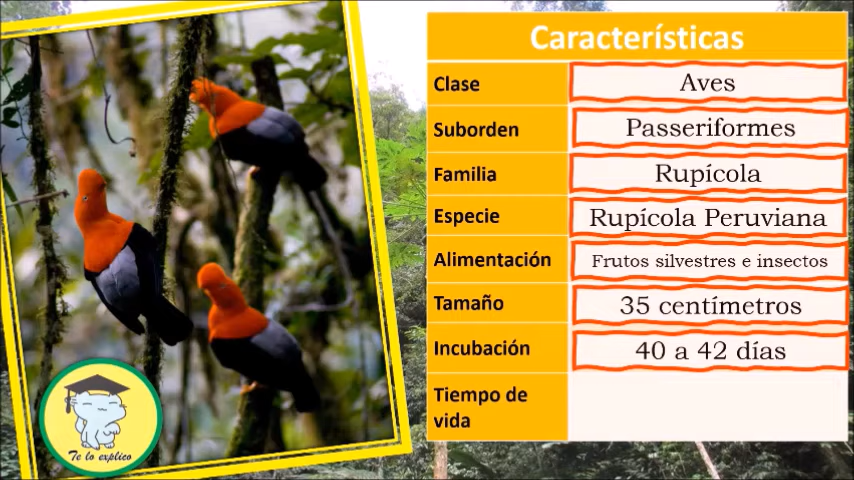 Características
Clase
Aves
Suborden
Passeriformes
Familia
Rupícola
Especie
Rupícola Peruviana
Alimentación
Frutos silvestres e insectos
Tamaño
35 centímetros
Incubación
40 a 42 días
Tiempo de
vida
Te lo explico